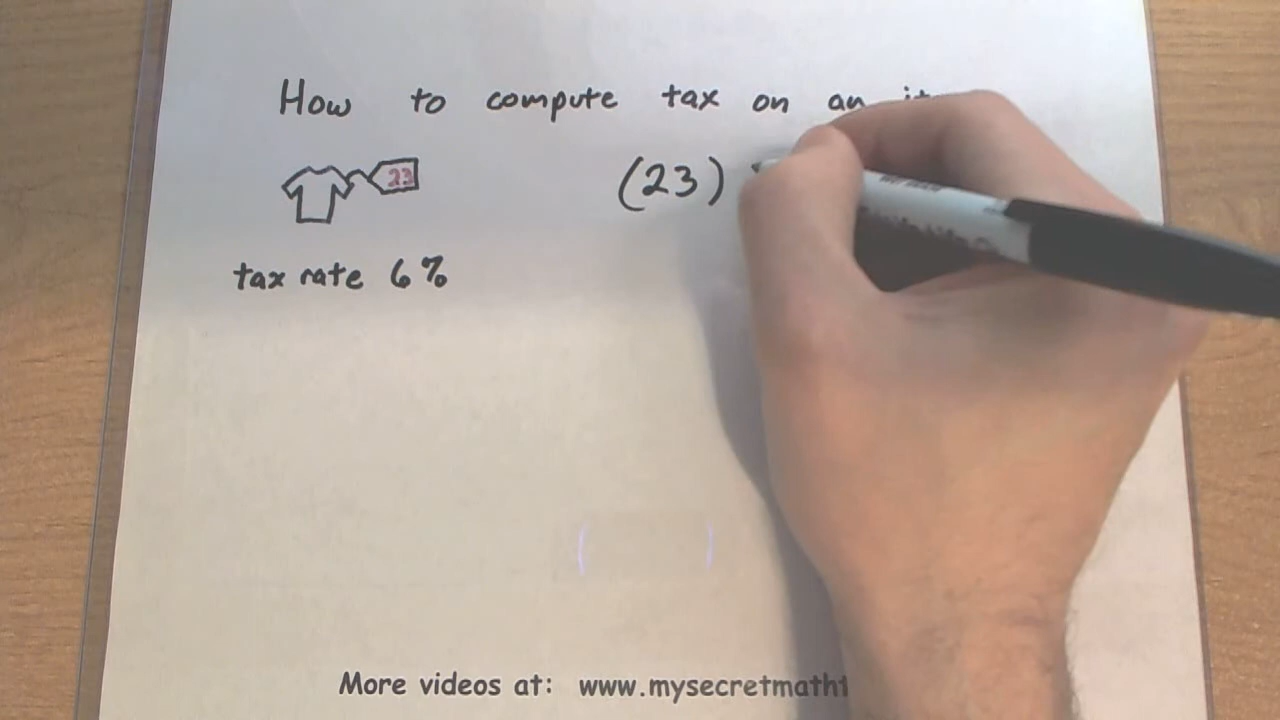 How to compute tax on an
23
(23)
tax rate 6%
More videos at: www.mysecretmath